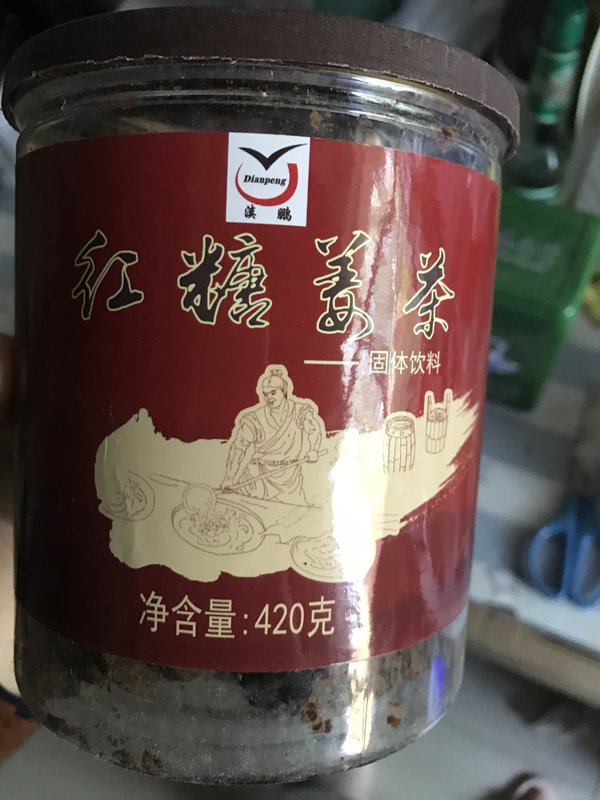 Dianpeng
滇鹏
红糖姜茶
——固体饮料
净含量:420克